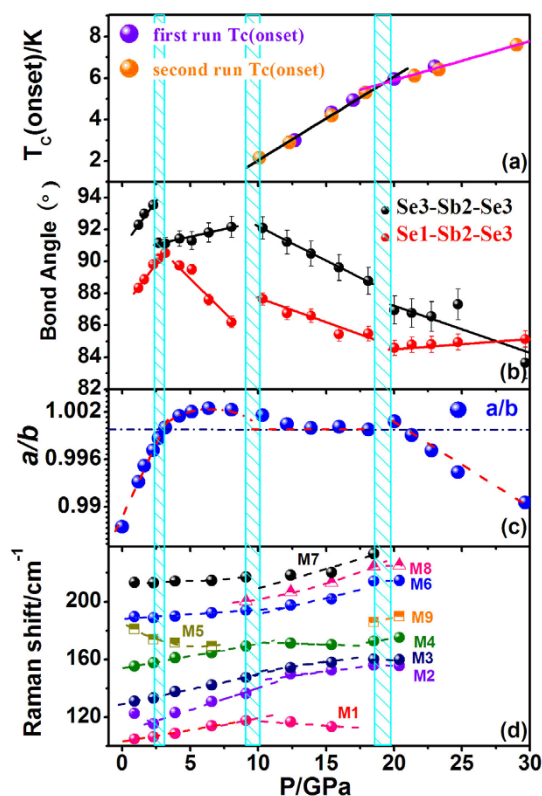 first run Tc(onset)
second run Tc(onset)
8
6
4
2
T_C(onset)/K
(a)
94
92
90
88
86
84
82
Bond Angle (°)
Se3-Sb2-Se3
Se1-Sb2-Se3
(b)
1.002
0.996
0.99
a/b
a/b
(c)
200
160
120
Raman shift/cm⁻¹
M7
M8
M6
M5
M9
M4
M3
M2
M1
(d)
0 5 10 15 20 25 30
P/GPa